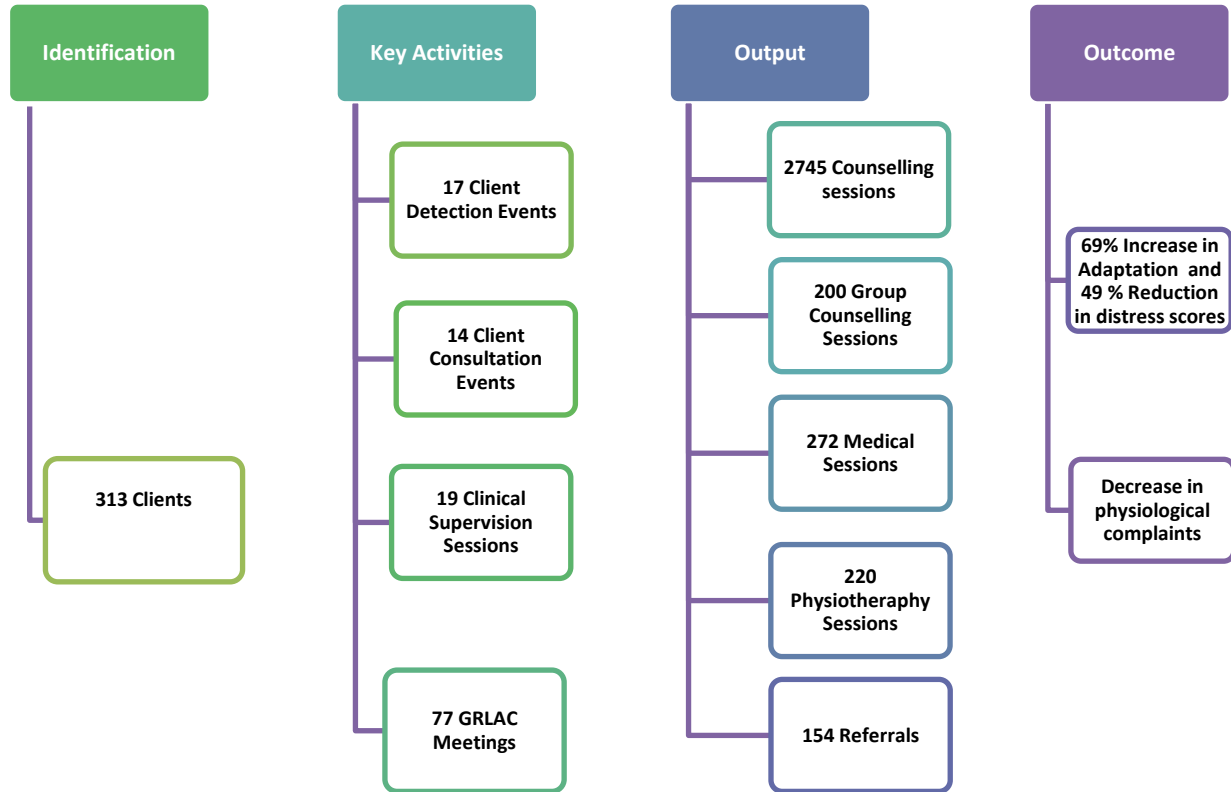 Identification
313 Clients
Key Activities
17 Client
Detection Events
14 Client
Consultation
Events
19 Clinical
Supervision
Sessions
77 GRLAC
Meetings
Output
2745 Counselling
sessions
200 Group
Counselling
Sessions
272 Medical
Sessions
220
Physiotheraphy
Sessions
154 Referrals
Outcome
69% Increase in
Adaptation and
49 % Reduction
in distress scores
Decrease in
physiological
complaints